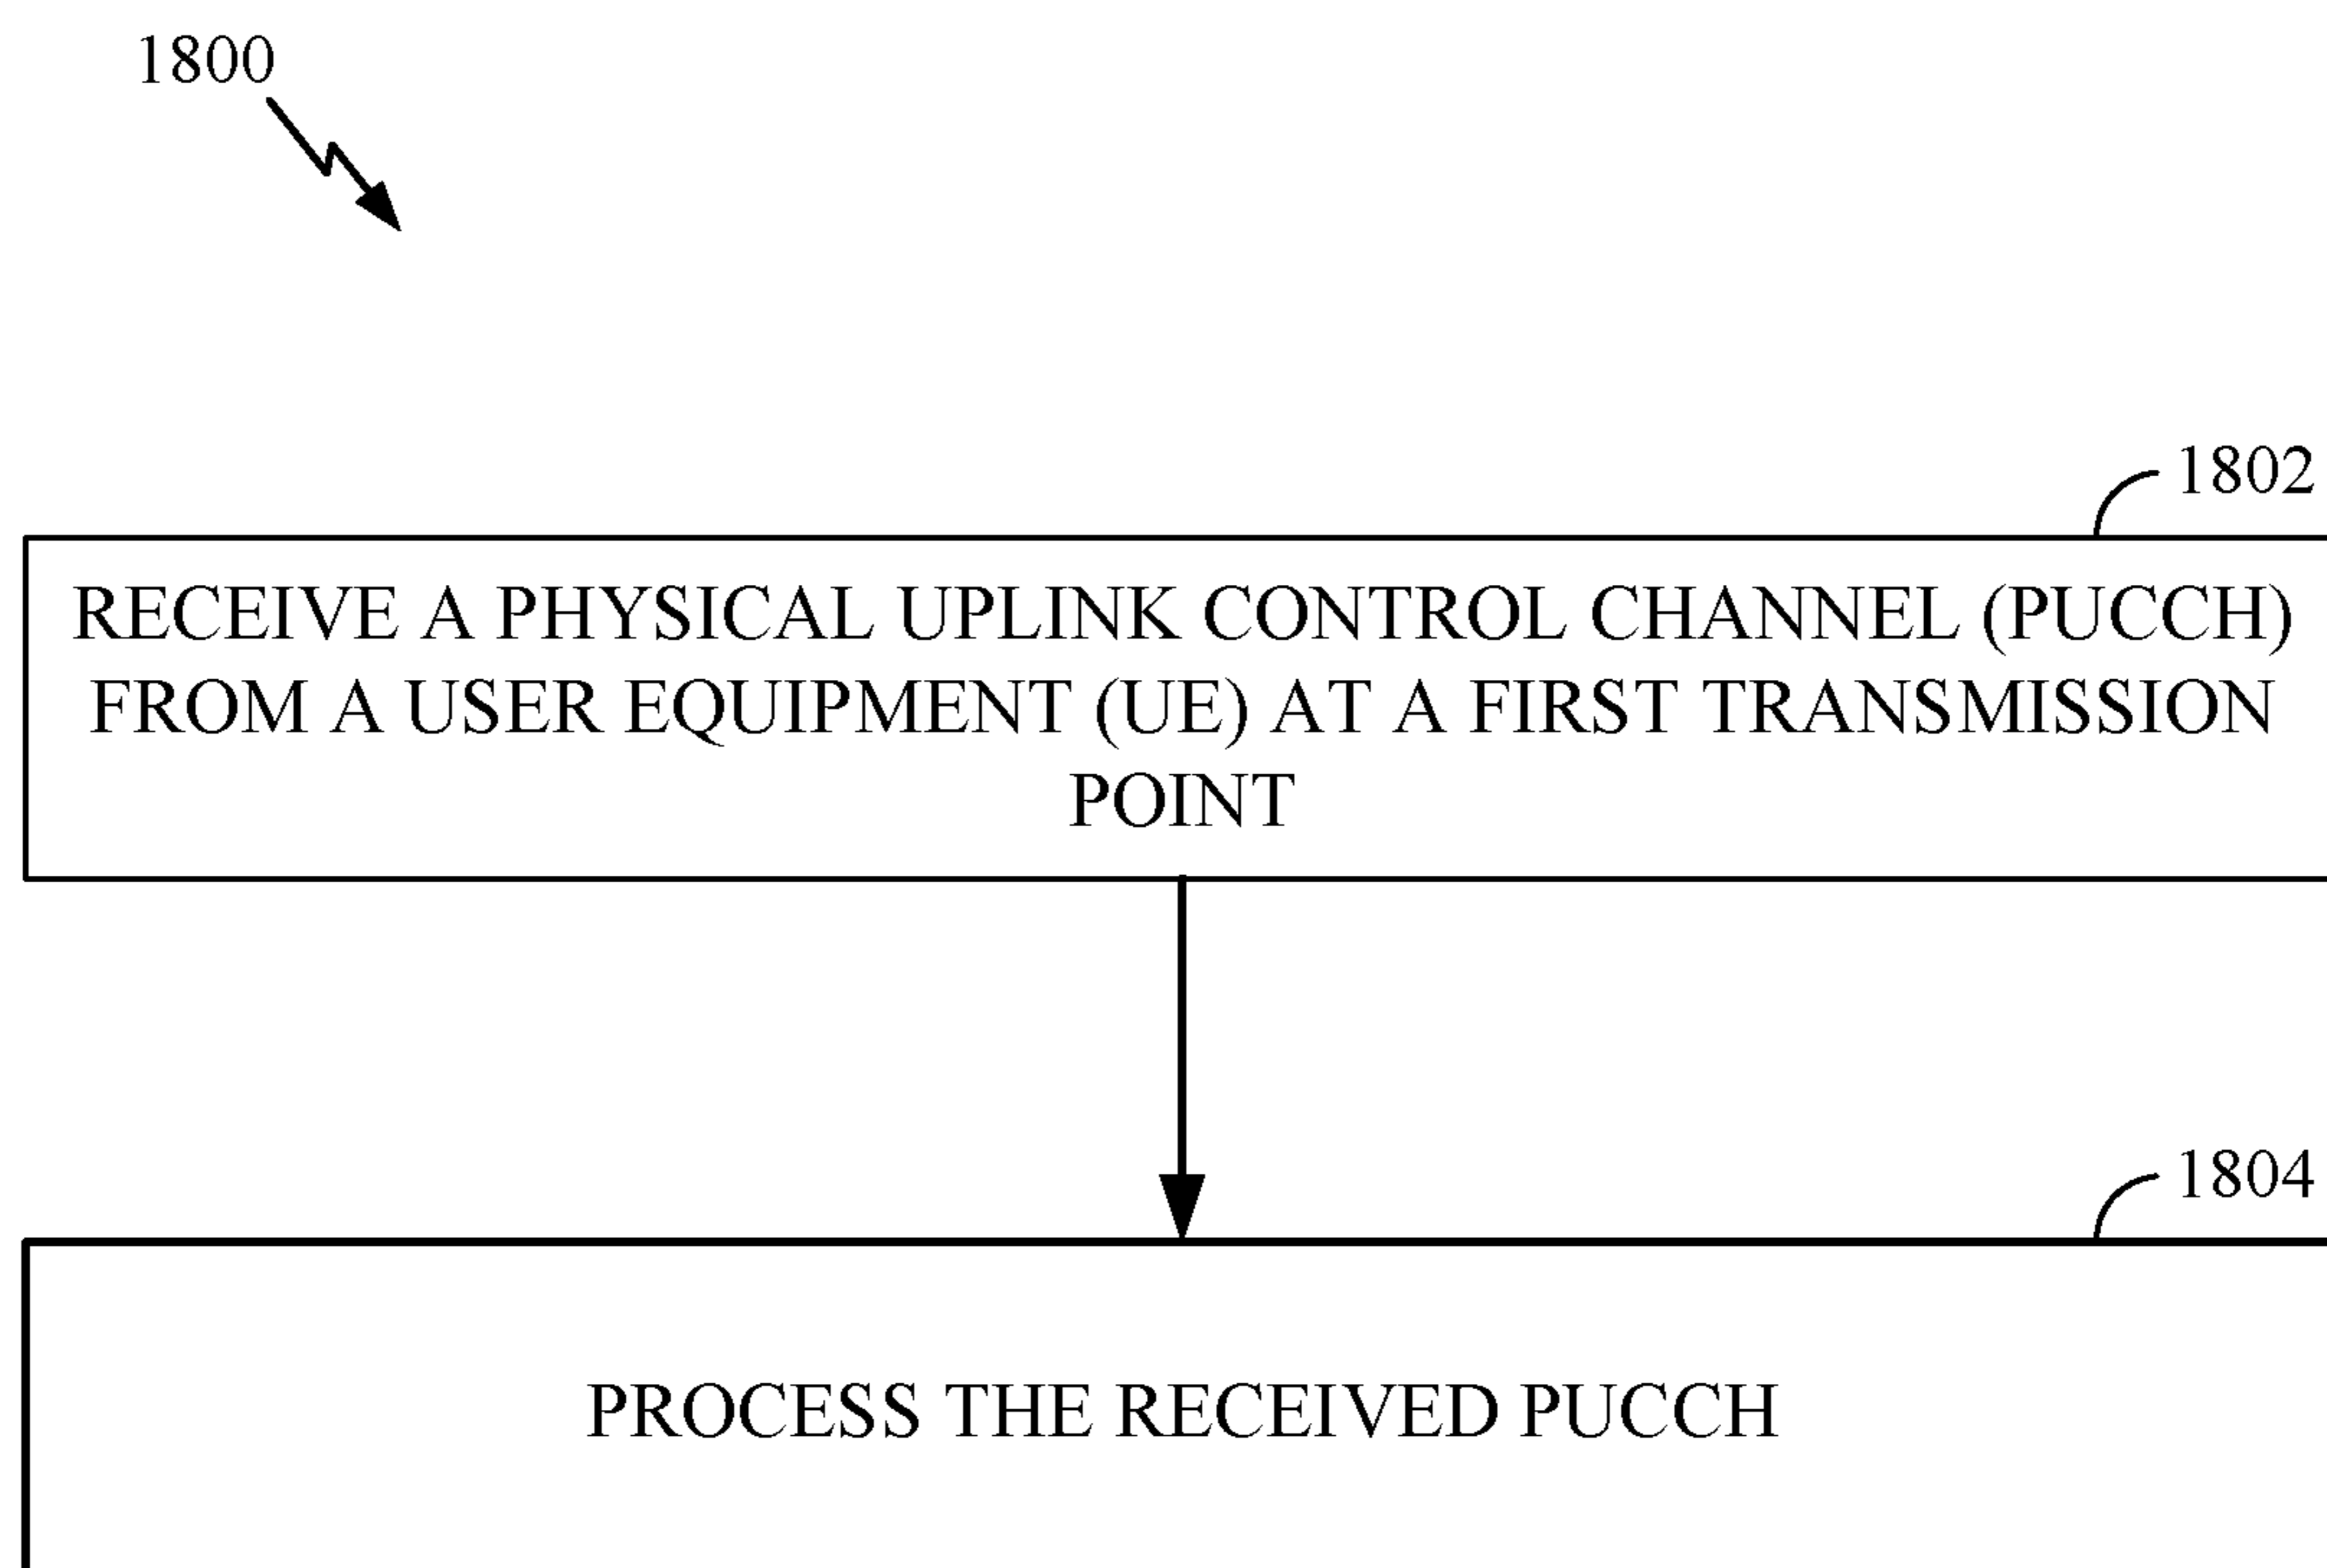 1800
1802
RECEIVE A PHYSICAL UPLINK CONTROL CHANNEL (PUCCH)
FROM A USER EQUIPMENT (UE) AT A FIRST TRANSMISSION
POINT
1804
PROCESS THE RECEIVED PUCCH